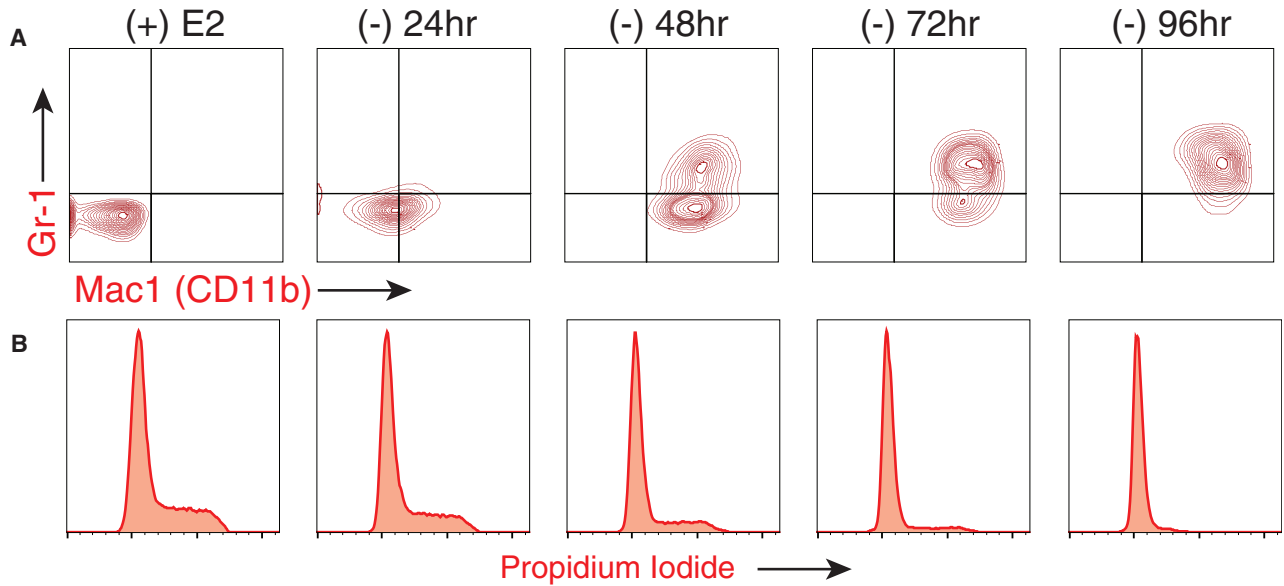 A
(+) E2
(-) 24hr
(-) 48hr
(-) 72hr
(-) 96hr
Gr-1
Mac1 (CD11b)
B
Propidium Iodide